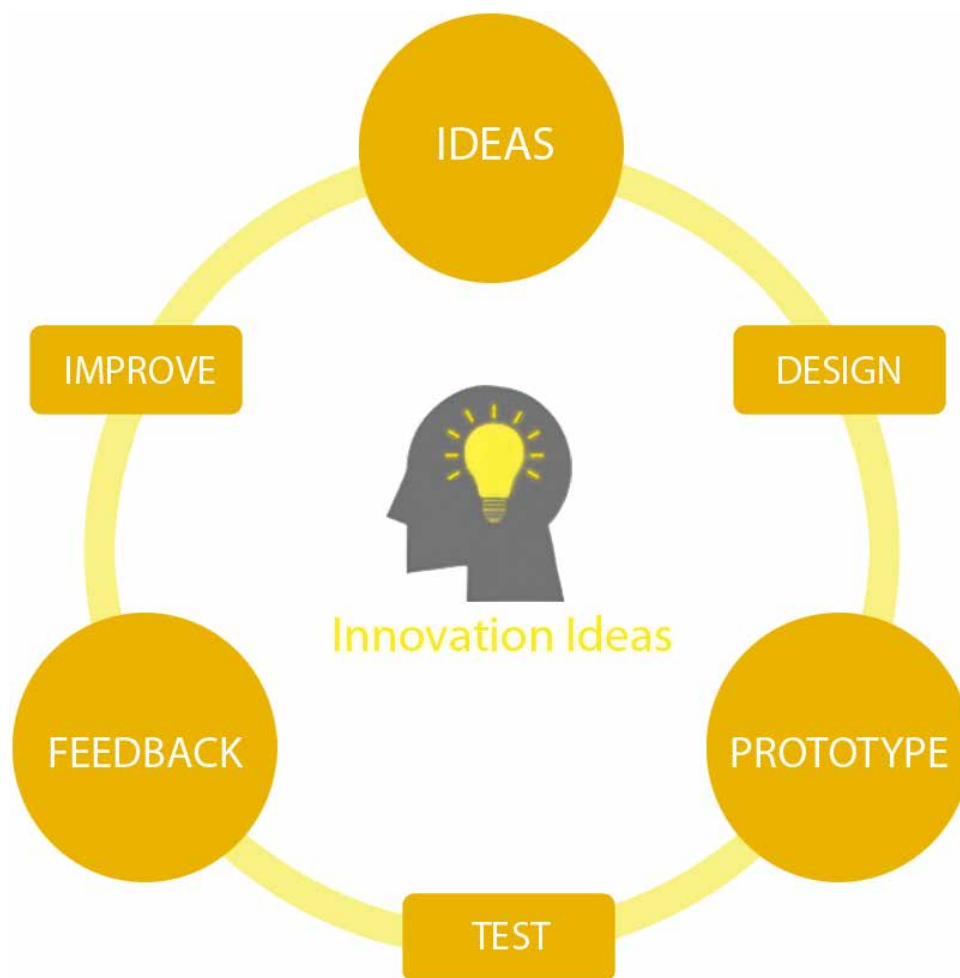 IDEAS
IMPROVE
DESIGN
Innovation Ideas
FEEDBACK
PROTOTYPE
TEST